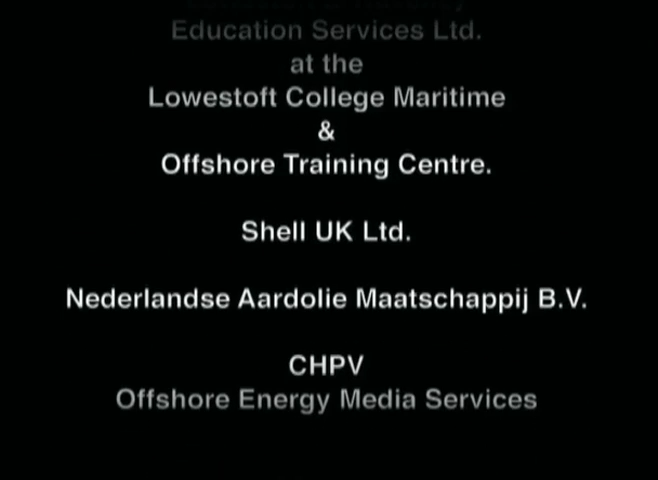 Education Services Ltd.
at the
Lowestoft College Maritime
&
Offshore Training Centre.
Shell UK Ltd.
Nederlandse Aardolie Maatschappij B.V.
CHPV
Offshore Energy Media Services